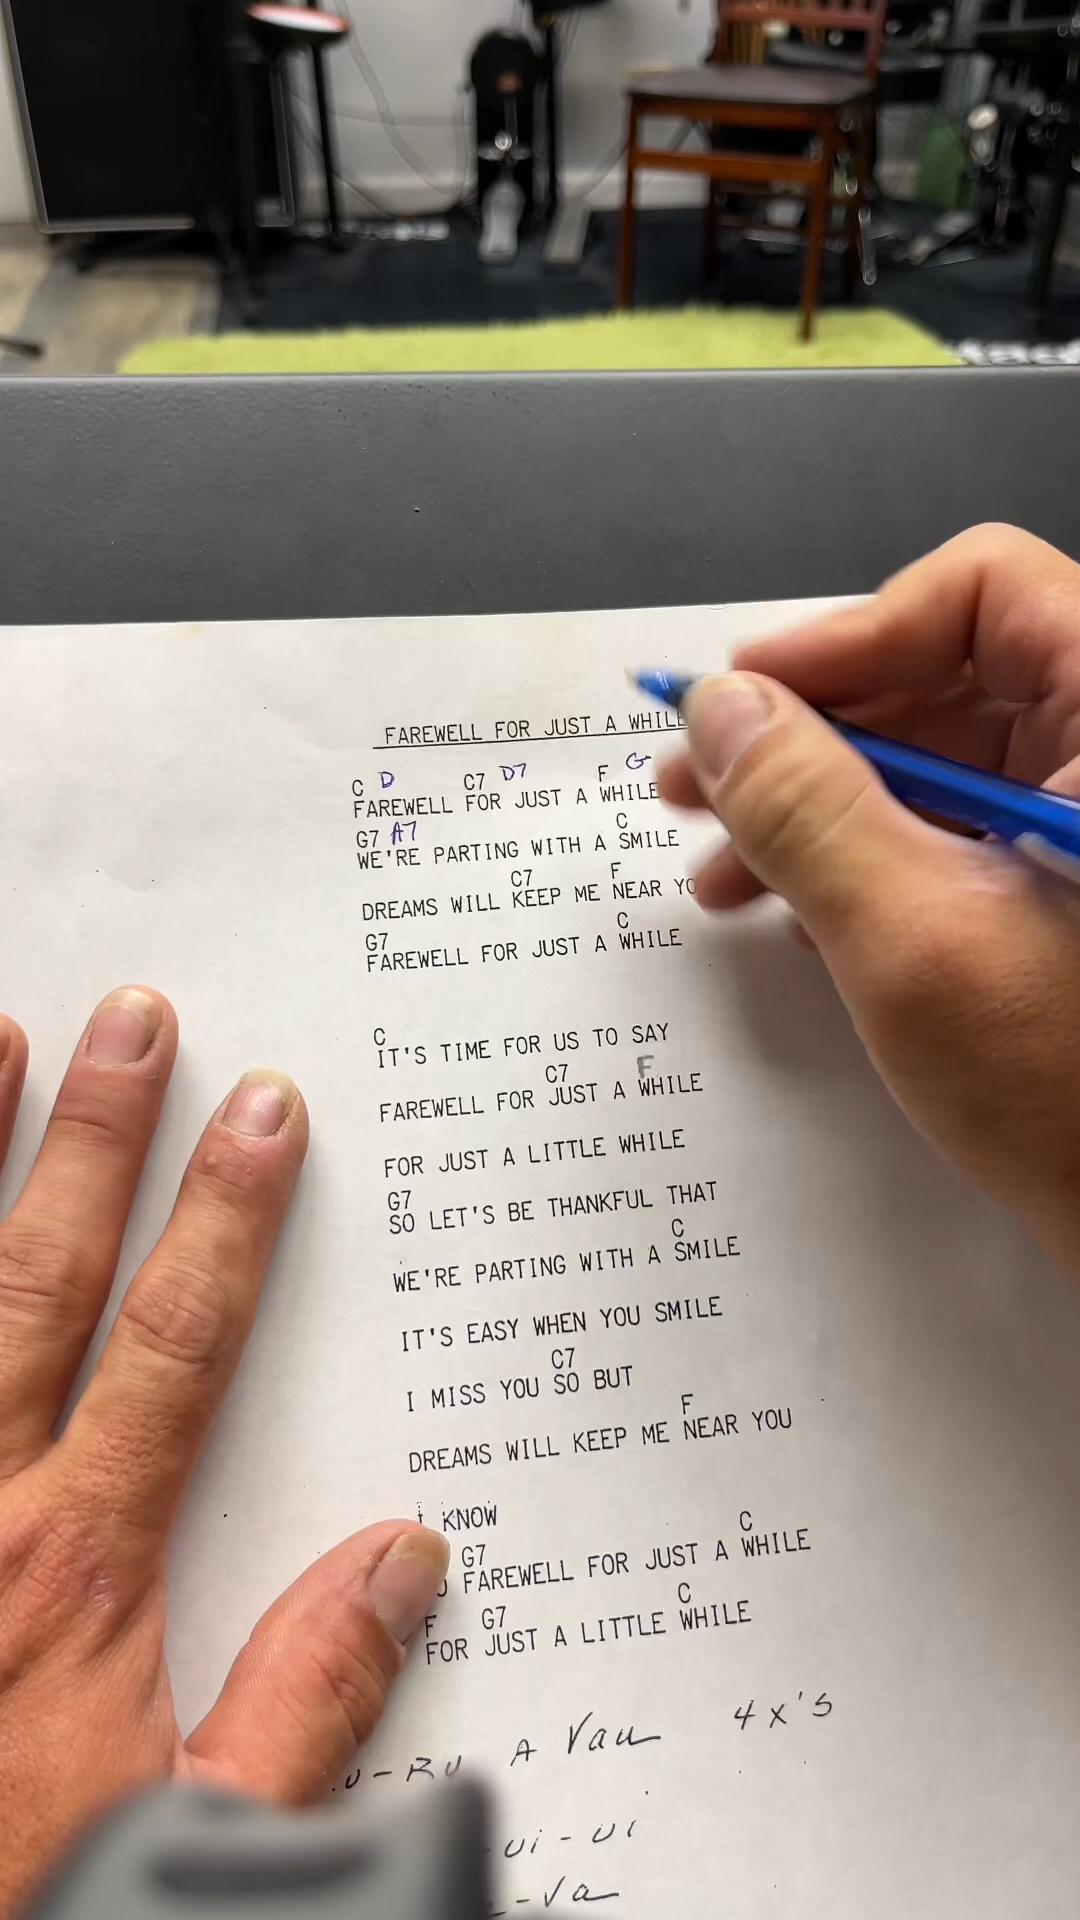 FAREWELL FOR JUST A WHILE
C D C7 D7 F G
FAREWELL FOR JUST A WHILE
G7 A7 C
WE'RE PARTING WITH A SMILE
C7 F
DREAMS WILL KEEP ME NEAR
G7 C
FAREWELL FOR JUST A WHILE
C
IT'S TIME FOR US TO SAY
C7 F
FAREWELL FOR JUST A WHILE
FOR JUST A LITTLE WHILE
G7
SO LET'S BE THANKFUL THAT
C
WE'RE PARTING WITH A SMILE
IT'S EASY WHEN YOU SMILE
C7
I MISS YOU SO BUT
F
DREAMS WILL KEEP ME NEAR YOU
I KNOW
G7 C
FAREWELL FOR JUST A WHILE
F G7 C
FOR JUST A LITTLE WHILE
A Vau 4 x's
ui - ui
- Va